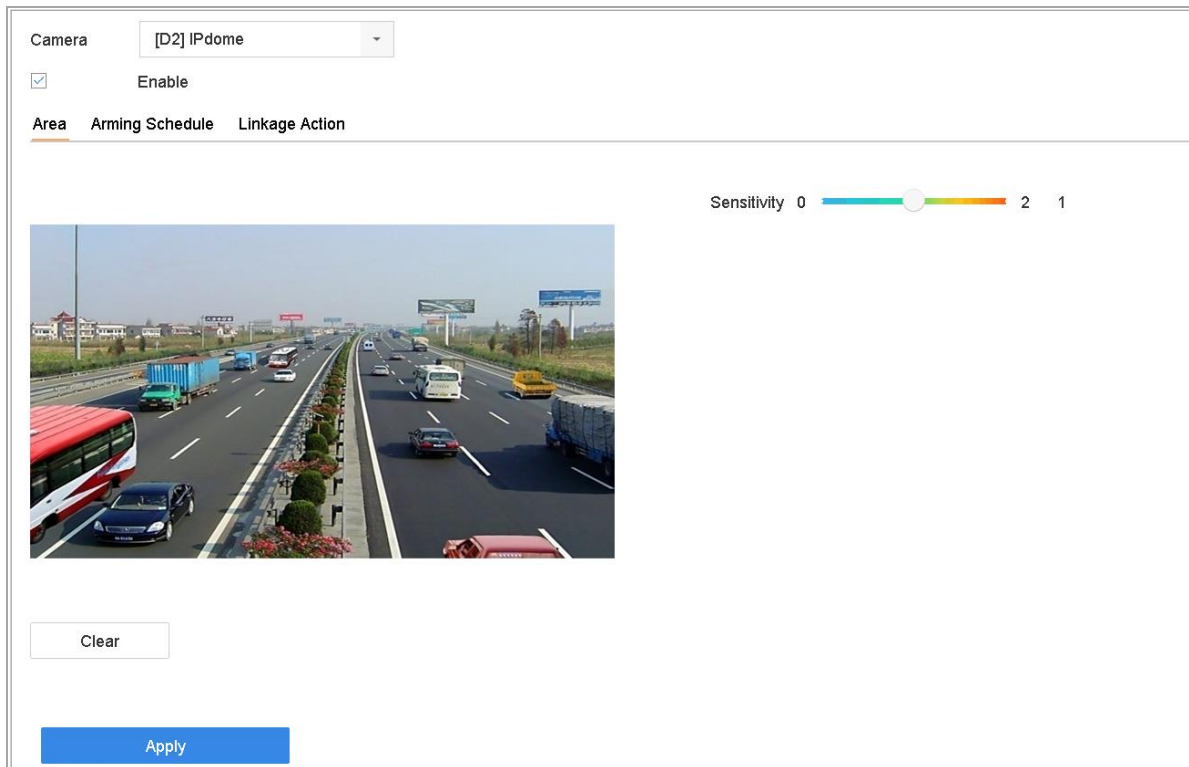 Camera [D2] IPdome
Enable
Area Arming Schedule Linkage Action
Sensitivity 0 2 1
Clear
Apply